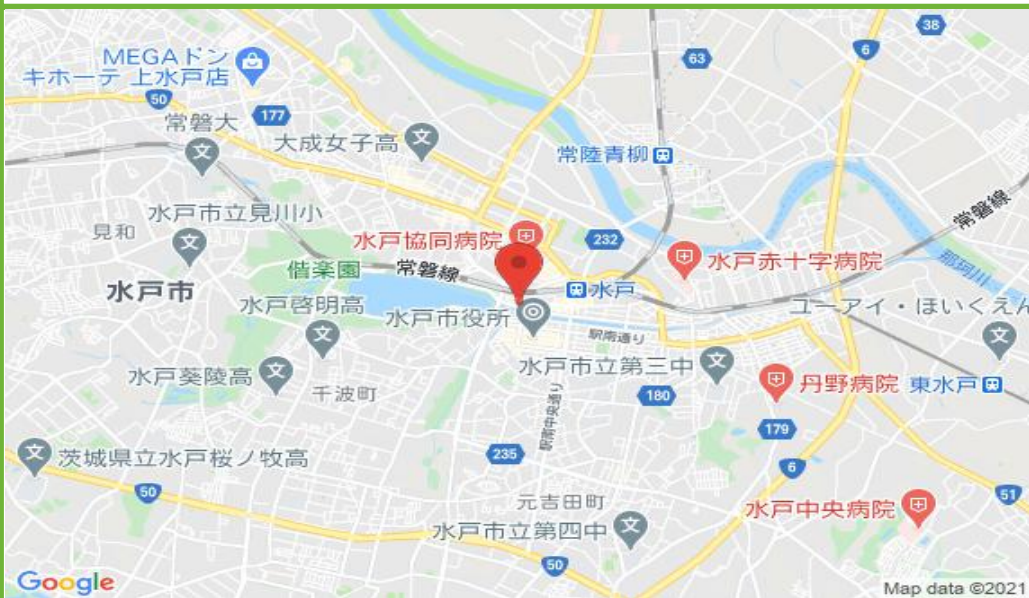 38
6
MEGAドン
キホーテ 上水戸店
63
50
177
常磐大
大成女子高
常陸青柳
水戸市立見川小
見和
水戸協同病院
232
常磐線
水戸赤十字病院
那珂川
偕楽園
常磐線
水戸市
水戸啓明高
水戸
ユーアイ・ほいくえん
水戸市役所
駅南通り
水戸市立第三中
水戸葵陵高
千波町
丹野病院
東水戸
180
駅南中央通り
179
235
茨城県立水戸桜ノ牧高
6
50
51
元吉田町
水戸中央病院
水戸市立第四中
50
Google
Map data ©2021